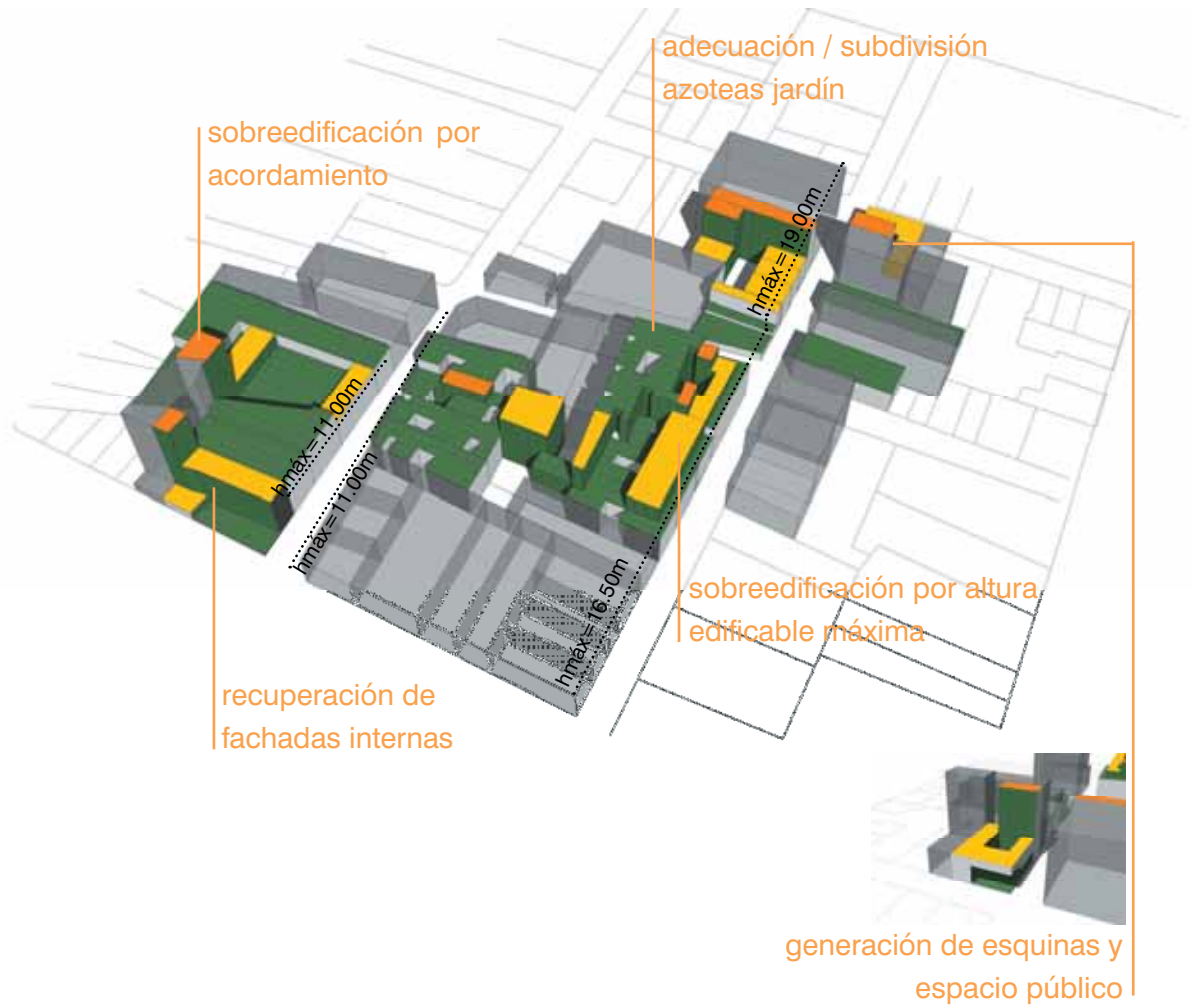 adecuación / subdivisión
azoteas jardín
sobreedificación por
acordamiento
hmáx=19.00m
hmáx=11.00m
hmáx=11.00m
hmáx=16.50m
sobreedificación por altura
edificable máxima
recuperación de
fachadas internas
generación de esquinas y
espacio público